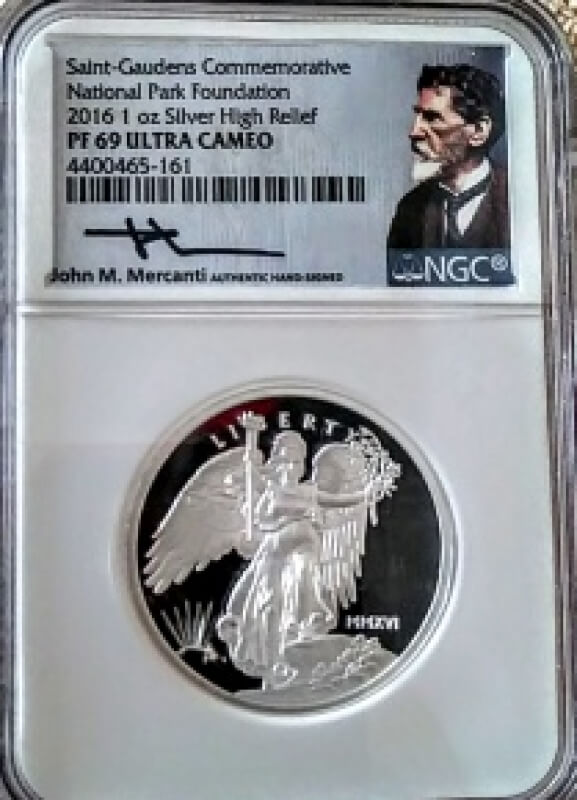 Saint-Gaudens Commemorative
National Park Foundation
2016 1 oz Silver High Relief
PF 69 ULTRA CAMEO
4400465-161
John M. Mercanti AUTHENTIC HAND-SIGNED
NGC®
LIBERTY
MMXVI